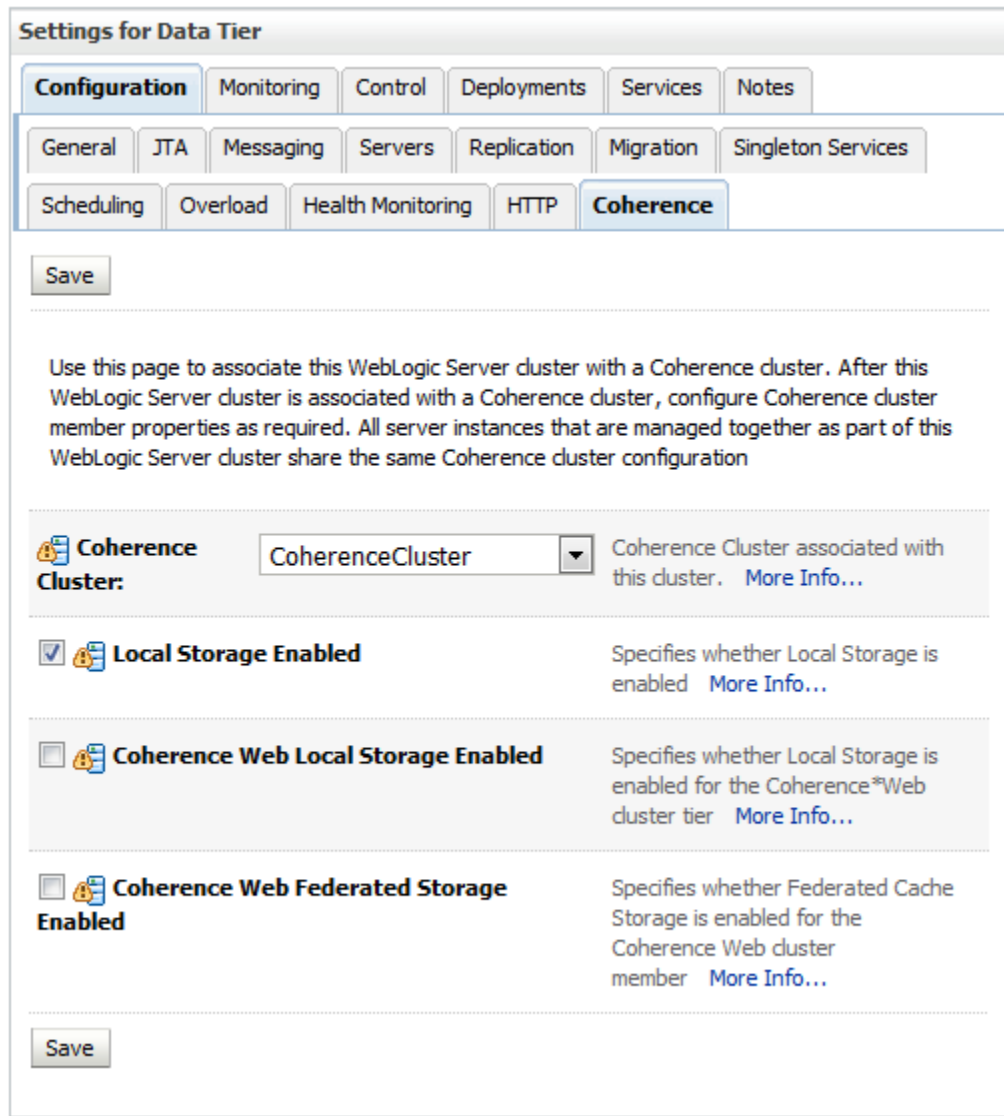 Settings for Data Tier
Configuration Monitoring Control Deployments Services Notes
General JTA Messaging Servers Replication Migration Singleton Services
Scheduling Overload Health Monitoring HTTP Coherence
Save
Use this page to associate this WebLogic Server cluster with a Coherence cluster. After this
WebLogic Server cluster is associated with a Coherence cluster, configure Coherence cluster
member properties as required. All server instances that are managed together as part of this
WebLogic Server cluster share the same Coherence cluster configuration
Coherence
Cluster:
CoherenceCluster
Coherence Cluster associated with
this cluster. More Info...
Local Storage Enabled
Specifies whether Local Storage is
enabled More Info...
Coherence Web Local Storage Enabled
Specifies whether Local Storage is
enabled for the Coherence*Web
cluster tier More Info...
Coherence Web Federated Storage
Enabled
Specifies whether Federated Cache
Storage is enabled for the
Coherence Web cluster
member More Info...
Save